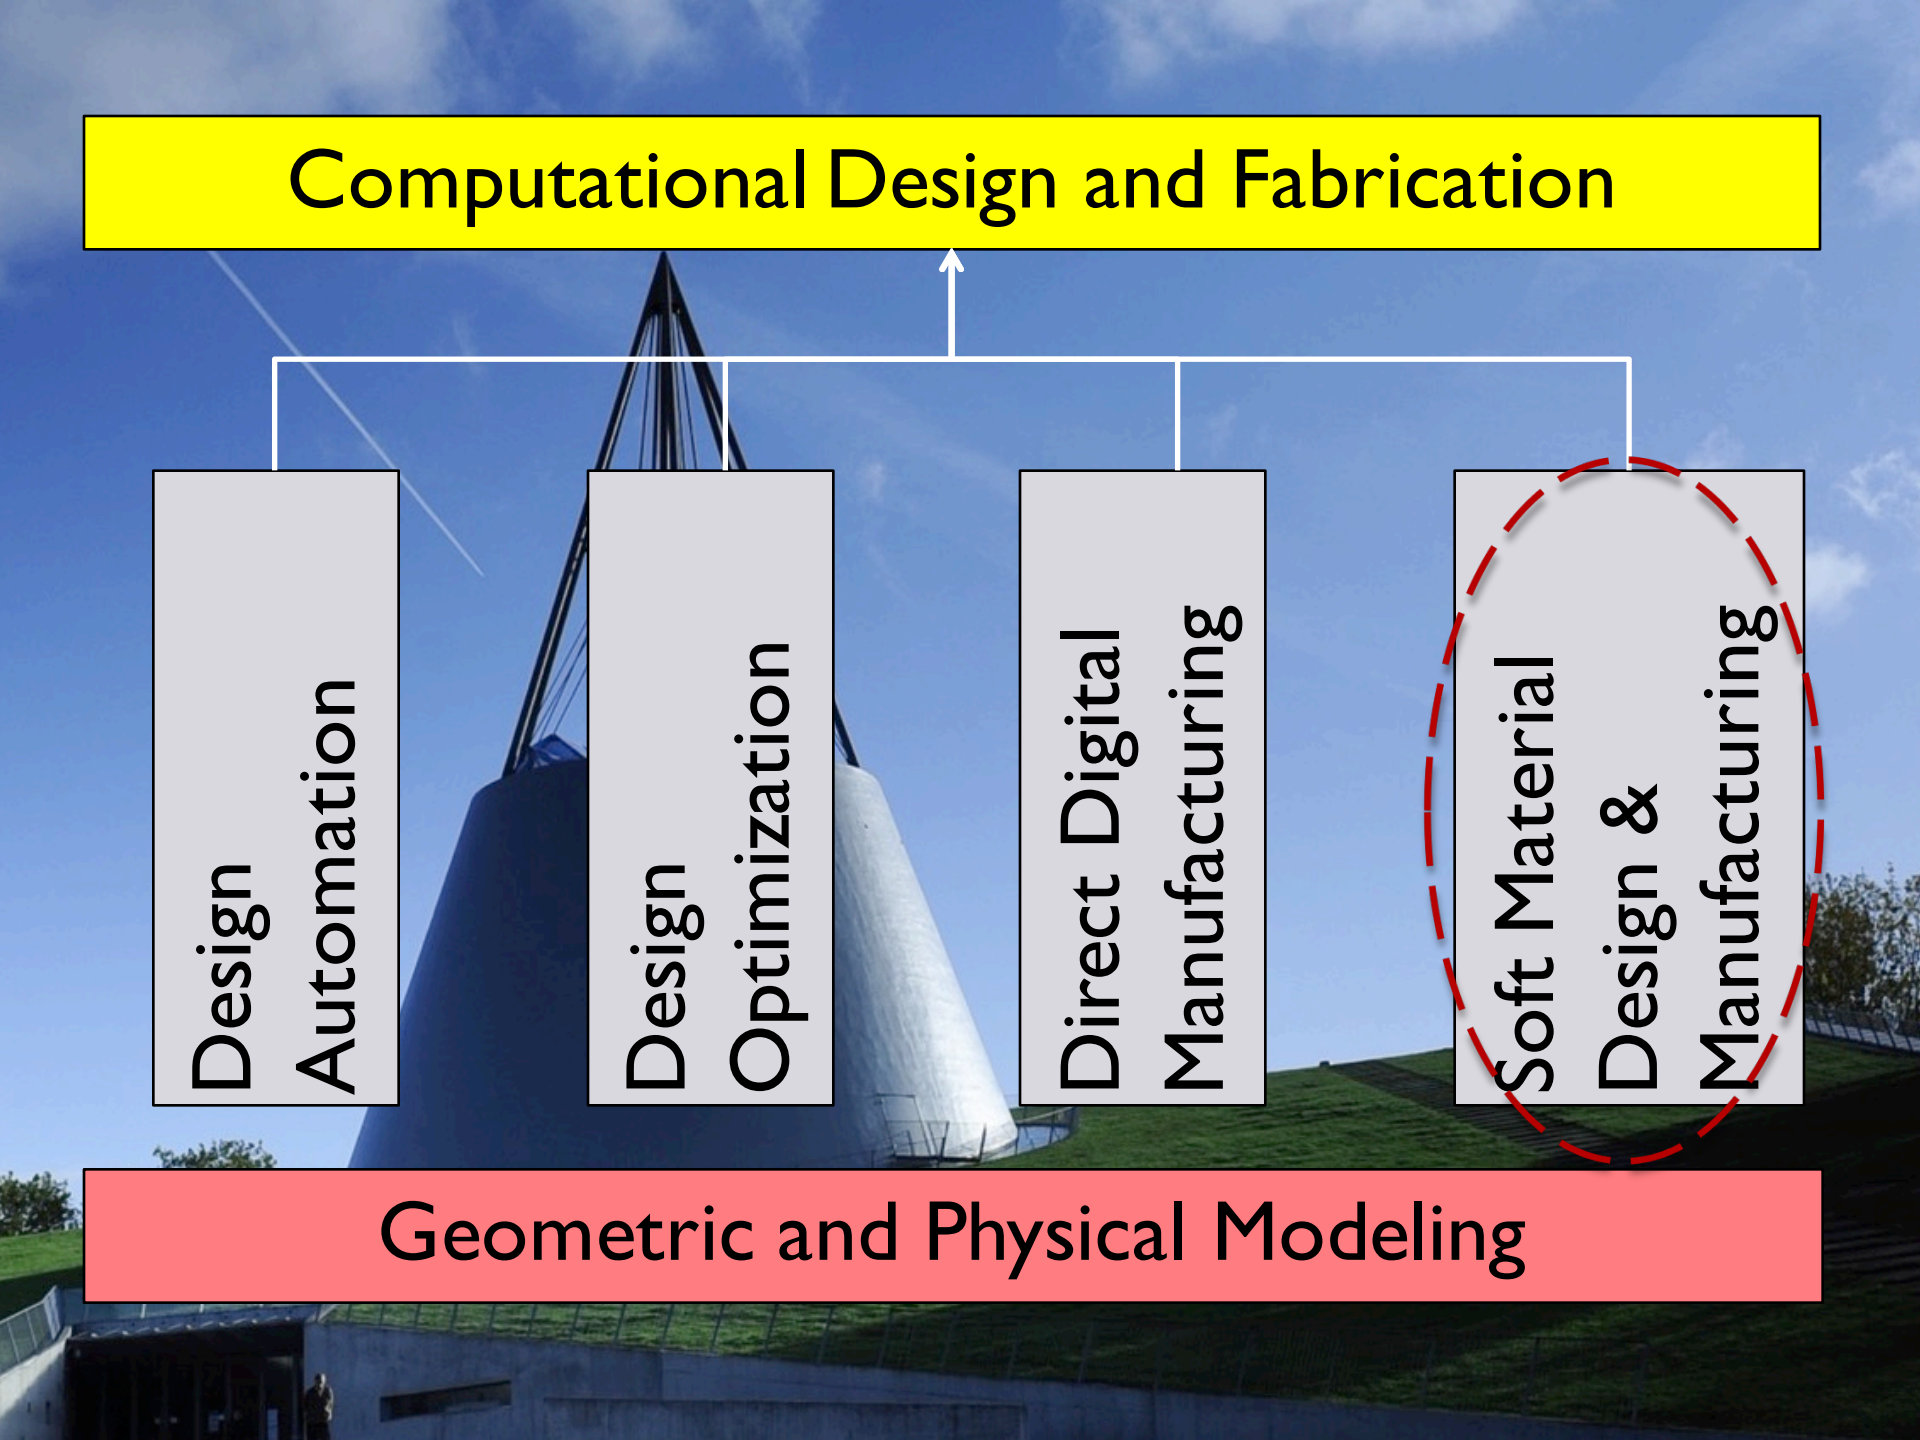 Computational Design and Fabrication
Design
Automation
Design
Optimization
Direct Digital
Manufacturing
Soft Material
Design &
Manufacturing
Geometric and Physical Modeling